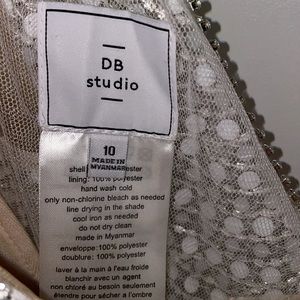 DB
studio
10
MADE IN
MYANMAR
shell
polyester
lining: 100% polyester
hand wash cold
only non-chlorine bleach as needed
line drying in the shade
cool iron as needed
do not dry clean
made in Myanmar
enveloppe: 100% polyester
doublure: 100% polyester
laver à la main à l'eau froide
blanchir avec un agent
non chloré au besoin seulement
étendre pour sécher à l'ombre